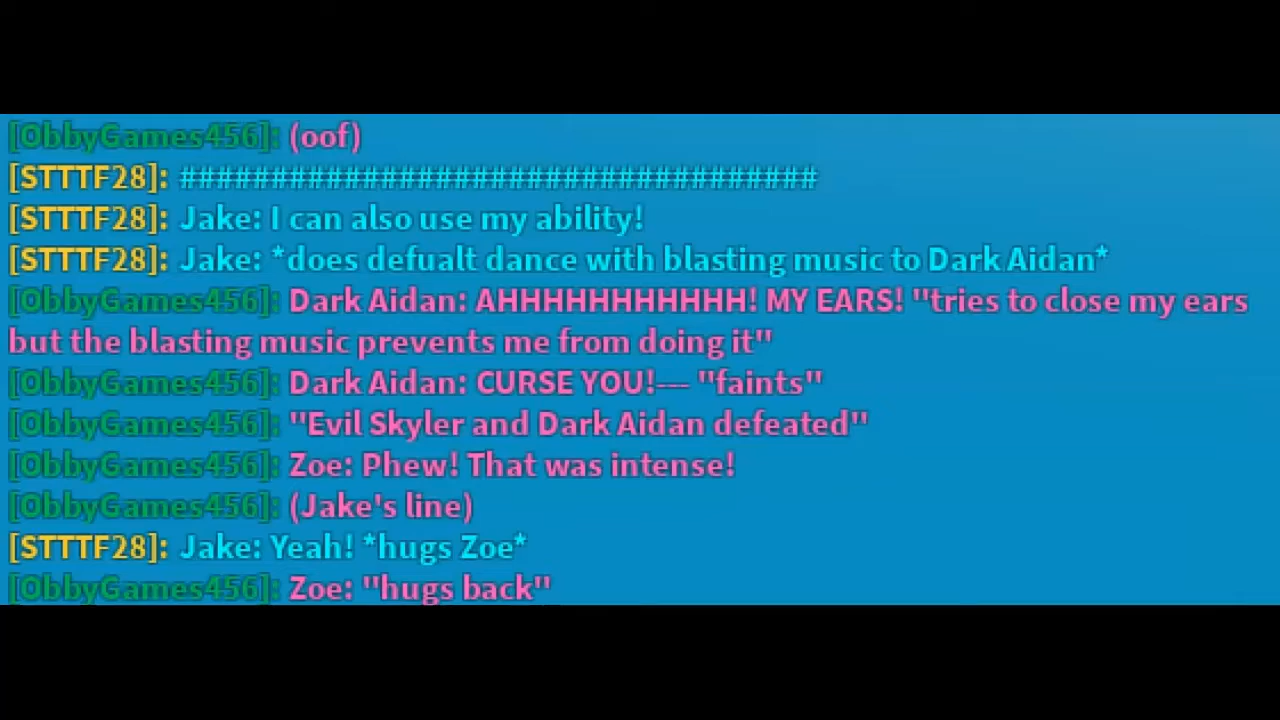 [ObbyGames456]: (oof)
[STTTF28]: ###################################
[STTTF28]: Jake: I can also use my ability!
[STTTF28]: Jake: *does defualt dance with blasting music to Dark Aidan*
[ObbyGames456]: Dark Aidan: AHHHHHHHHHHH! MY EARS! "tries to close my ears
but the blasting music prevents me from doing it"
[ObbyGames456]: Dark Aidan: CURSE YOU!--- "faints"
[ObbyGames456]: "Evil Skyler and Dark Aidan defeated"
[ObbyGames456]: Zoe: Phew! That was intense!
[ObbyGames456]: (Jake's line)
[STTTF28]: Jake: Yeah! *hugs Zoe*
[ObbyGames456]: Zoe: "hugs back"